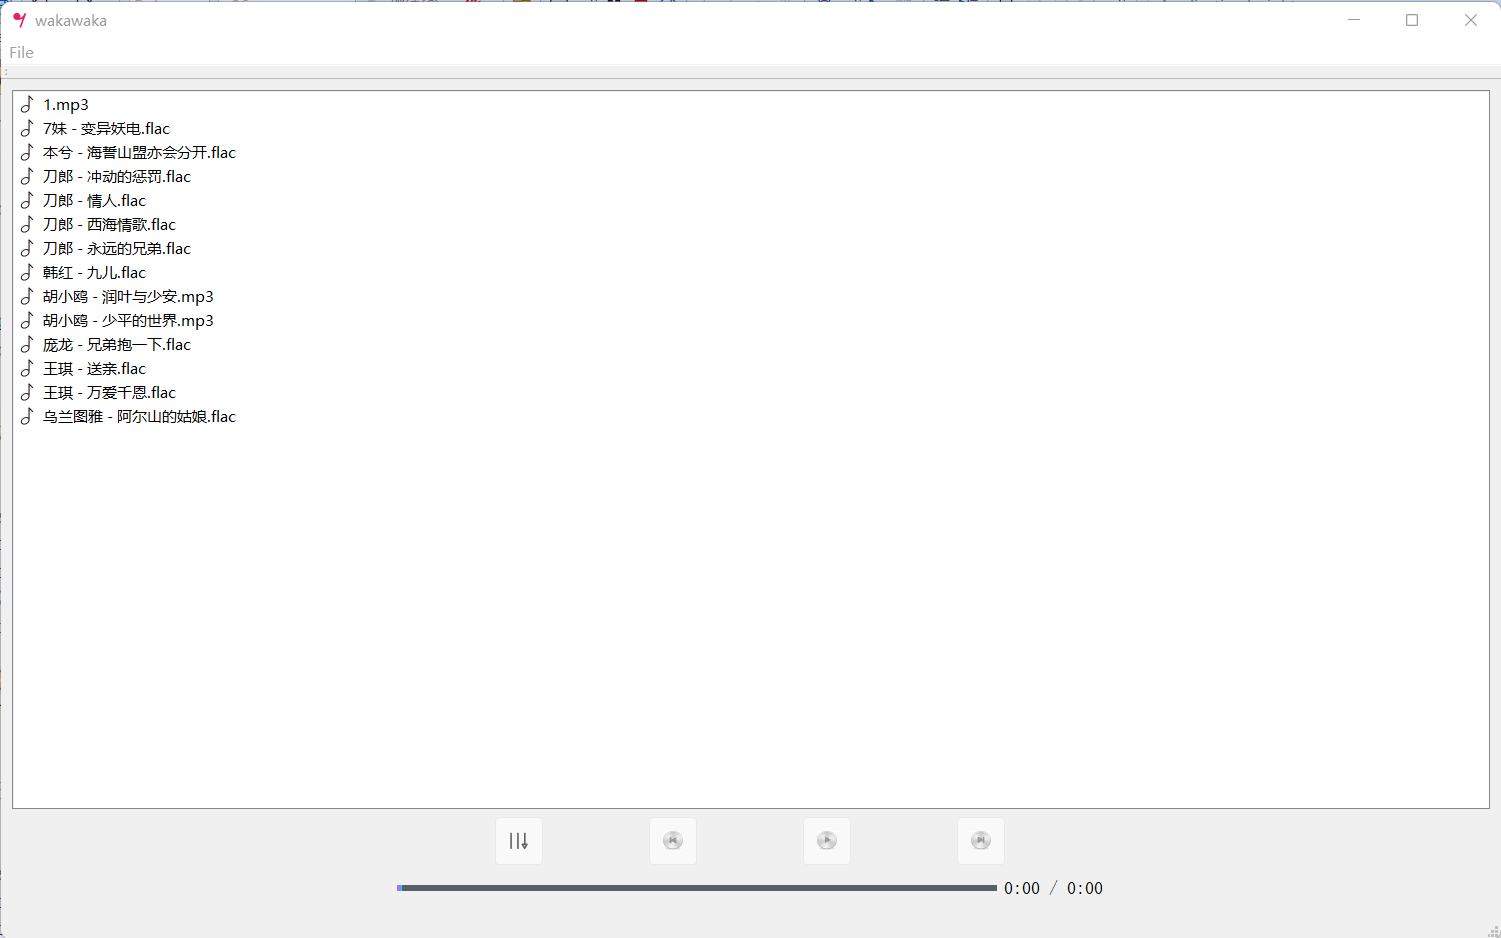 wakawaka
File
1.mp3
7妹 - 变异妖电.flac
本兮 - 海誓山盟亦会分开.flac
刀郎 - 冲动的惩罚.flac
刀郎 - 情人.flac
刀郎 - 西海情歌.flac
刀郎 - 永远的兄弟.flac
韩红 - 九儿.flac
胡小鸥 - 润叶与少安.mp3
胡小鸥 - 少平的世界.mp3
庞龙 - 兄弟抱一下.flac
王琪 - 送亲.flac
王琪 - 万爱千恩.flac
乌兰图雅 - 阿尔山的姑娘.flac
0:00 / 0:00